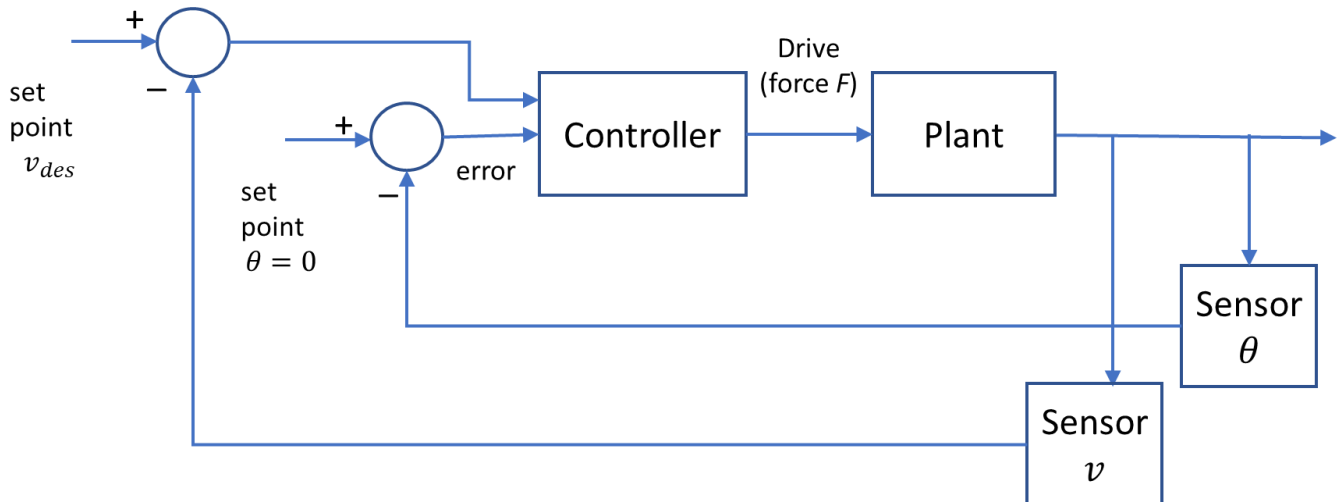 +
−
set
point
v_des
+
−
error
set
point
θ = 0
Controller
Drive
(force F)
Plant
Sensor
θ
Sensor
v